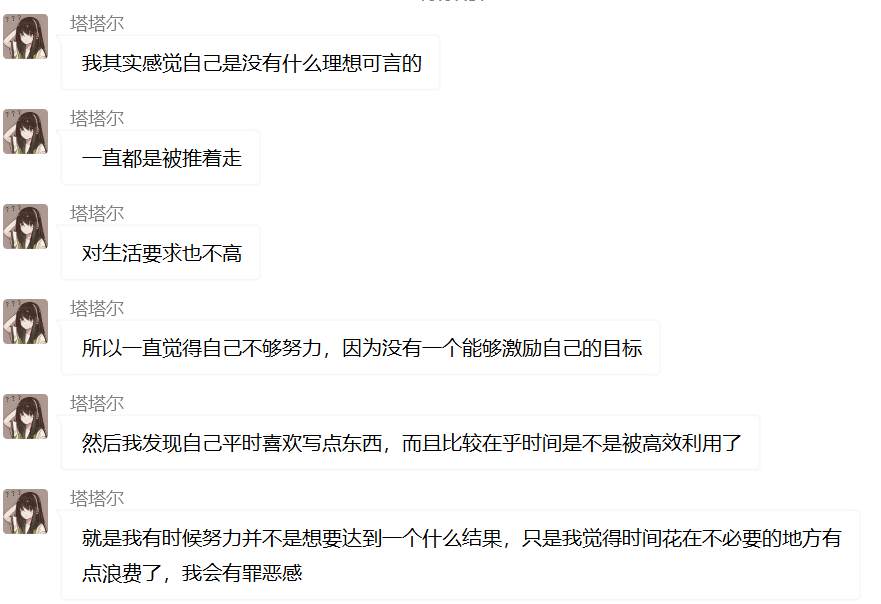 塔塔尔
我其实感觉自己是没有什么理想可言的
塔塔尔
一直都是被推着走
塔塔尔
对生活要求也不高
塔塔尔
所以一直觉得自己不够努力，因为没有一个能够激励自己的目标
塔塔尔
然后我发现自己平时喜欢写点东西，而且比较在乎时间是不是被高效利用了
塔塔尔
就是我有时候努力并不是想要达到一个什么结果，只是我觉得时间花在不必要的地方有
点浪费了，我会有罪恶感